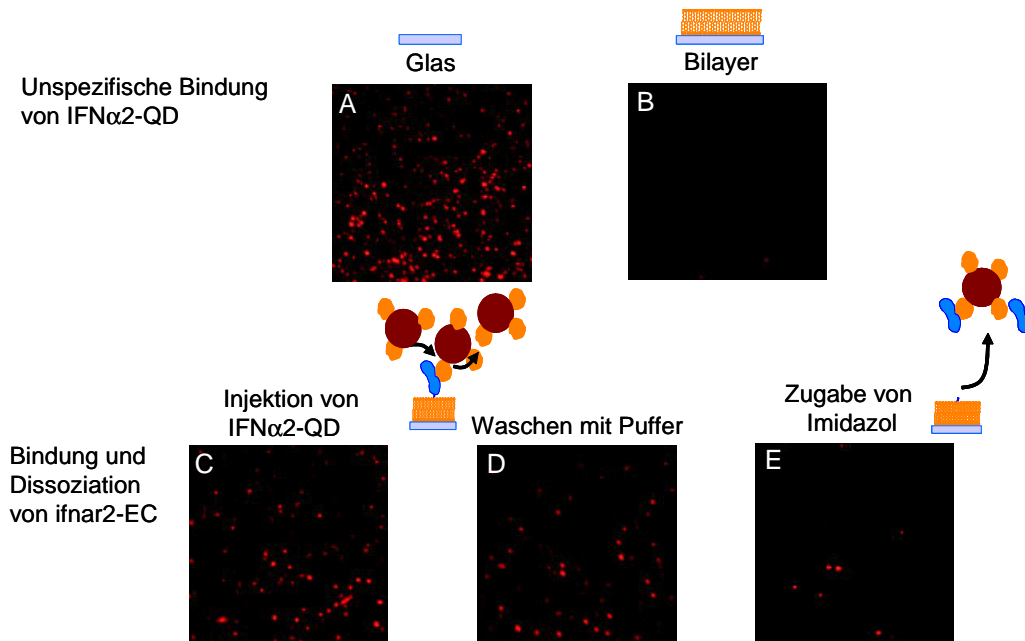 Glas
Bilayer
Unspezifische Bindung
von IFNα2-QD
A
B
Injektion von
IFNα2-QD
Waschen mit Puffer
Zugabe von
Imidazol
Bindung und
Dissoziation
von ifnar2-EC
C
D
E